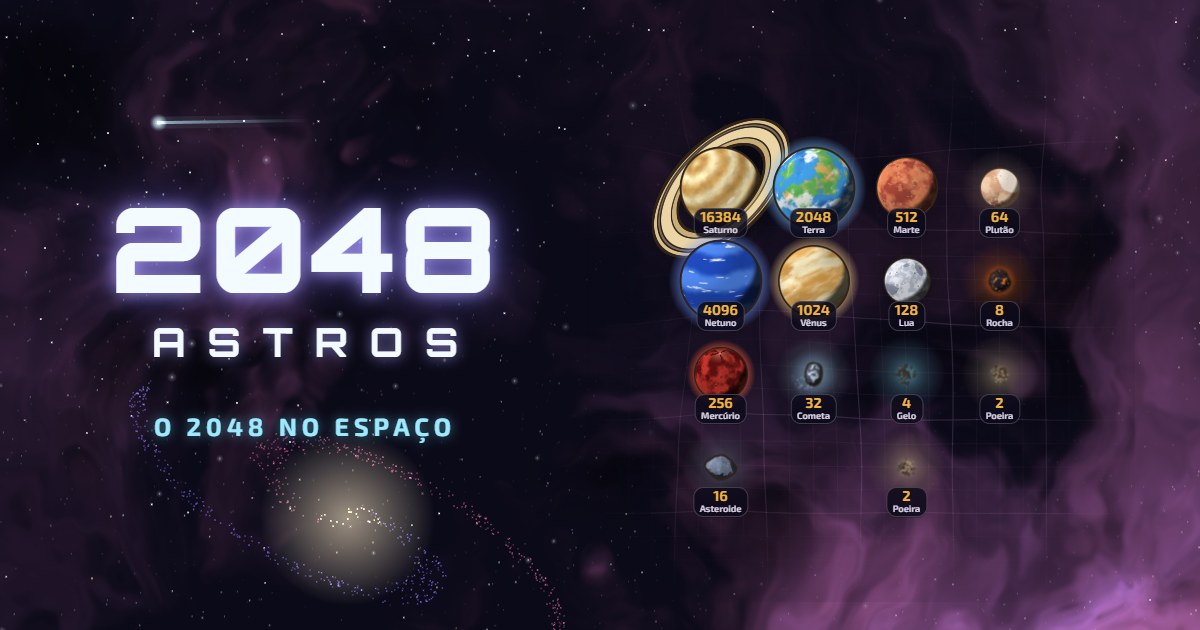 2048
ASTROS
O 2048 NO ESPAÇO
16384
Saturno
2048
Terra
512
Marte
64
Plutão
4096
Netuno
1024
Vênus
128
Lua
8
Rocha
256
Mercúrio
32
Cometa
4
Gelo
2
Poeira
16
Asteroide
2
Poeira